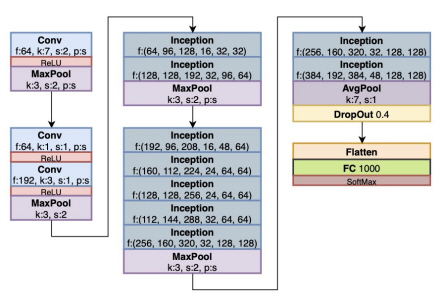 Conv
f:64, k:7, s:2, p:s
ReLU
MaxPool
k:3, s:2, p:s
Conv
f:64, k:1, s:1, p:s
ReLU
Conv
f:192, k:3, s:1, p:s
ReLU
MaxPool
k:3, s:2
Inception
f:(64, 96, 128, 16, 32, 32)
Inception
f:(128, 128, 192, 32, 96, 64)
MaxPool
k:3, s:2, p:s
Inception
f:(192, 96, 208, 16, 48, 64)
Inception
f:(160, 112, 224, 24, 64, 64)
Inception
f:(128, 128, 256, 24, 64, 64)
Inception
f:(112, 144, 288, 32, 64, 64)
Inception
f:(256, 160, 320, 32, 128, 128)
MaxPool
k:3, s:2, p:s
Inception
f:(256, 160, 320, 32, 128, 128)
Inception
f:(384, 192, 384, 48, 128, 128)
AvgPool
k:7, s:1
DropOut 0.4
Flatten
FC 1000
SoftMax